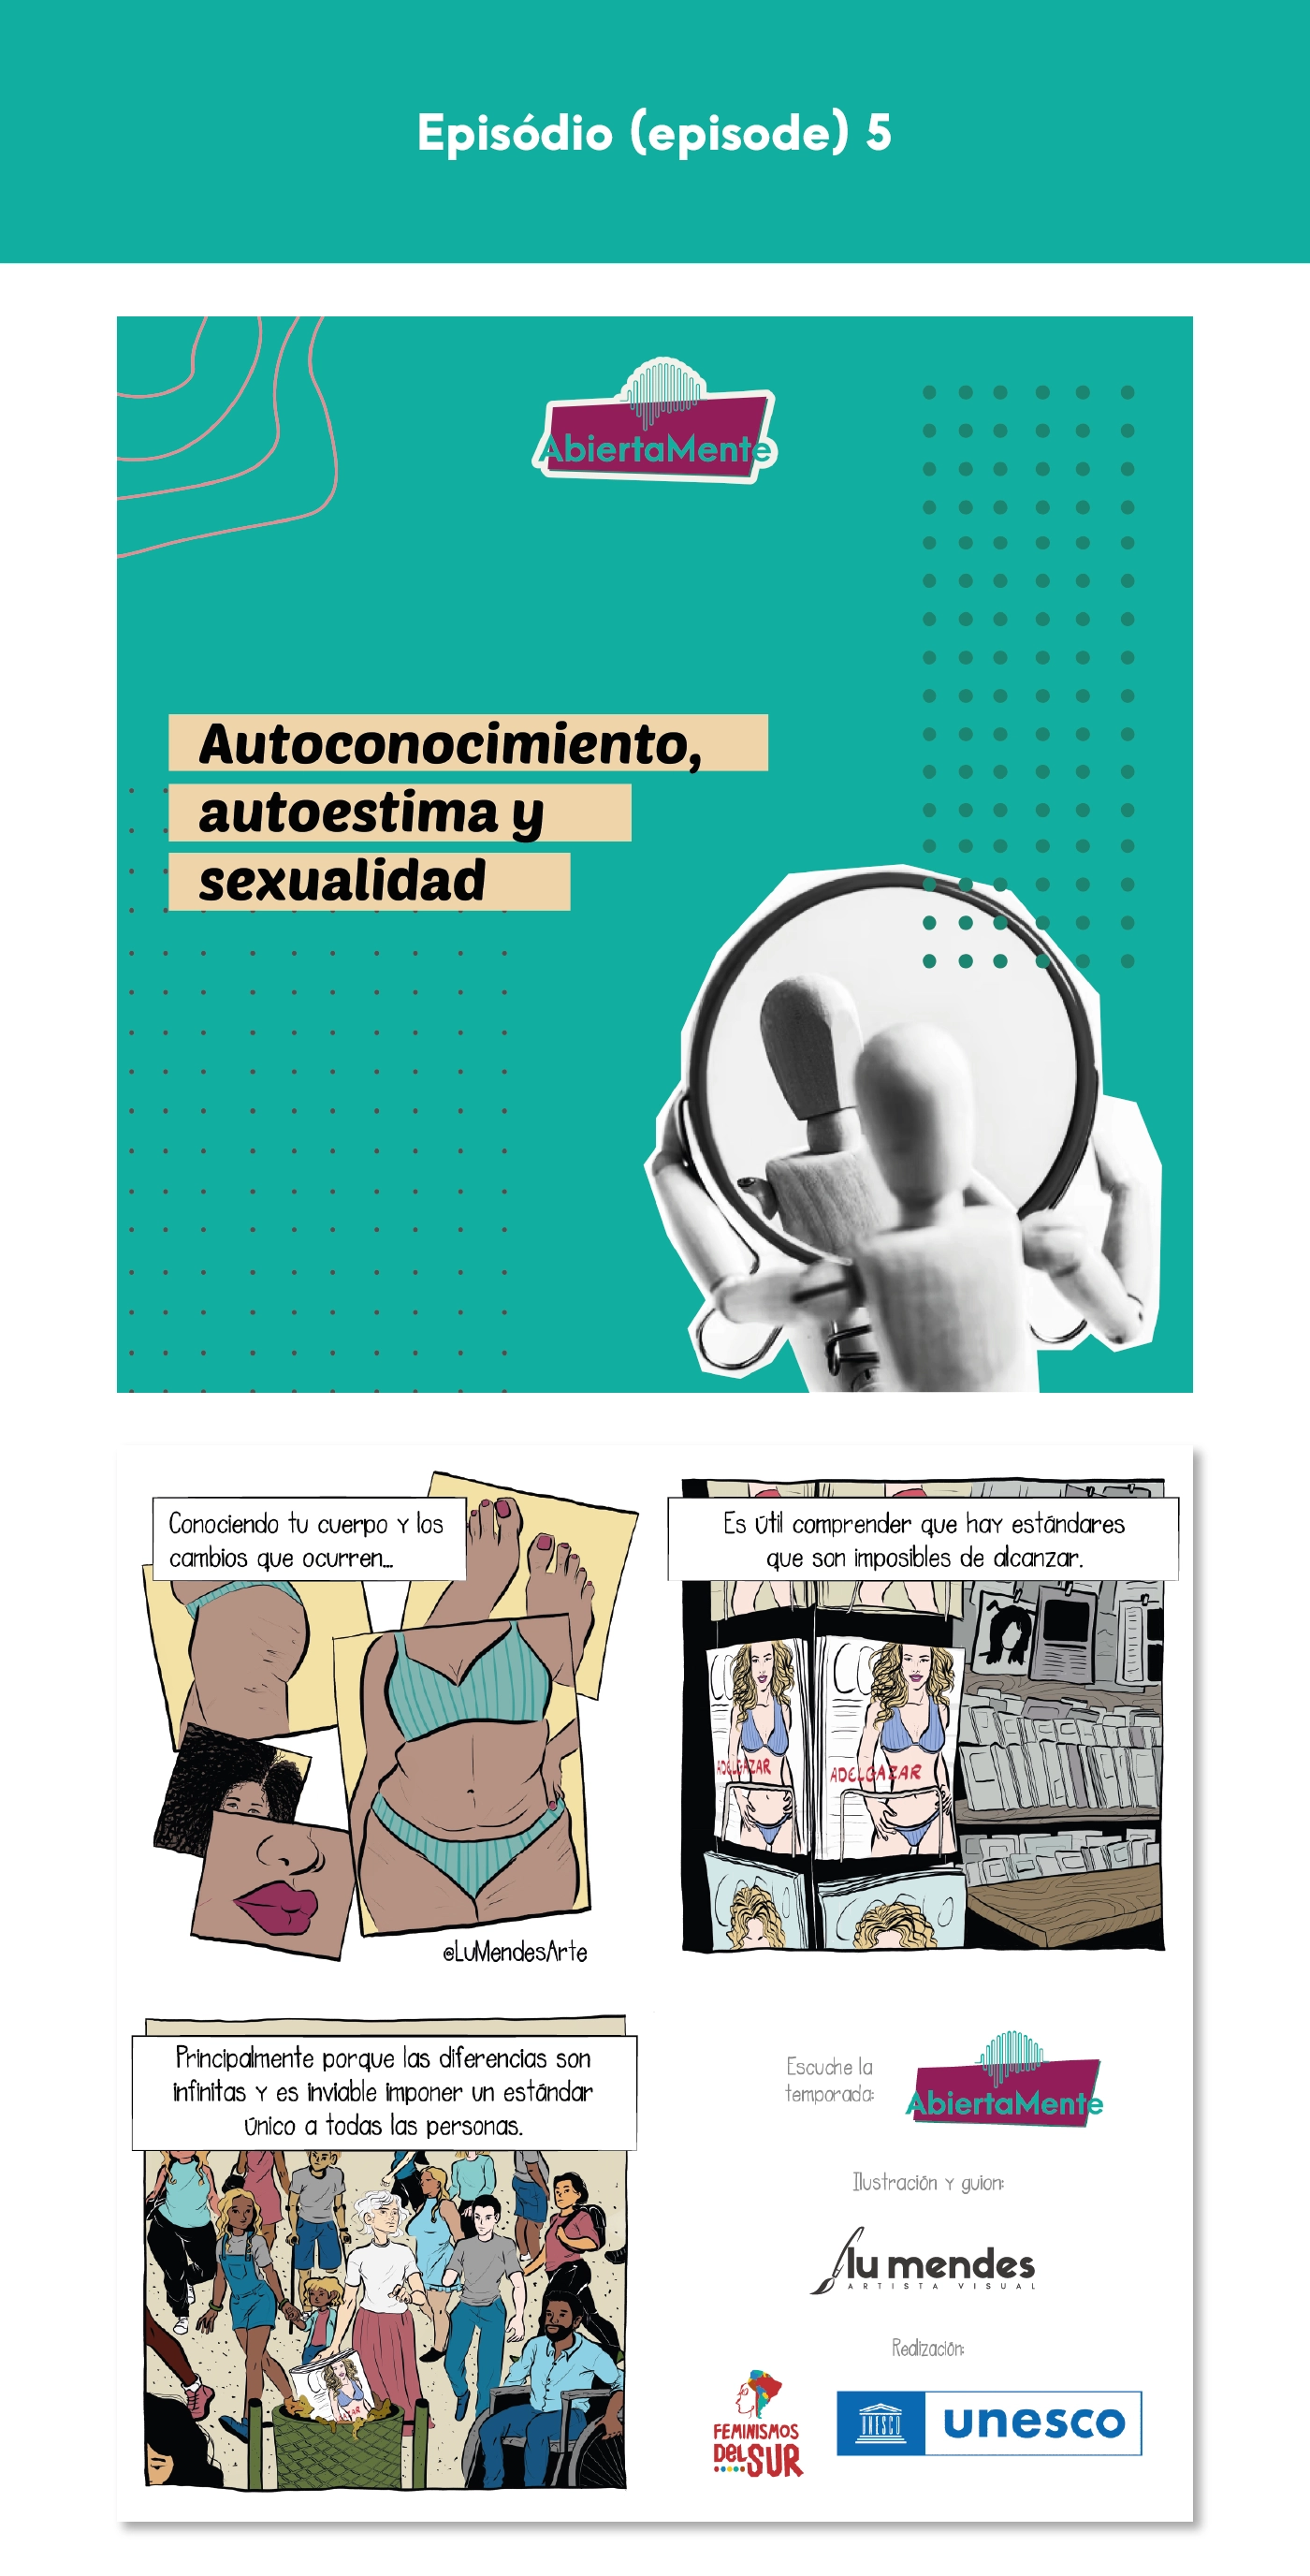 Episódio (episode) 5
AbiertaMente
Autoconocimiento,
autoestima y
sexualidad
Conociendo tu cuerpo y los
cambios que ocurren...
@LuMendesArte
Es útil comprender que hay estándares
que son imposibles de alcanzar.
CO
CO
ADELGAZAR
ADELGAZAR
Principalmente porque las diferencias son
infinitas y es inviable imponer un estándar
único a todas las personas.
Escuche la
temporada:
AbiertaMente
Ilustración y guion:
lu mendes
ARTISTA VISUAL
Realización:
FEMINISMOS
DEL SUR
UNESCO
unesco